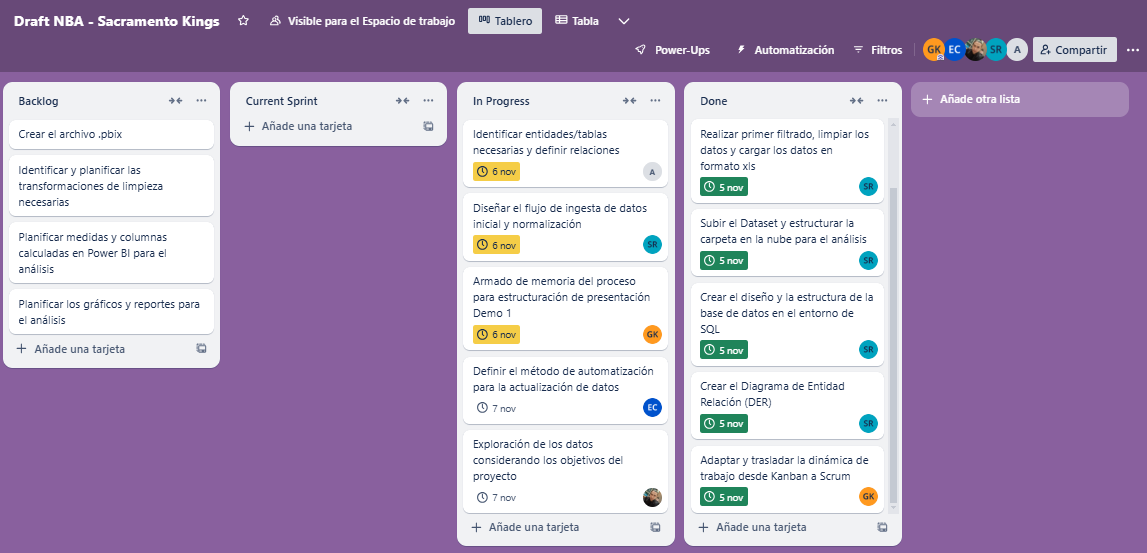 Draft NBA - Sacramento Kings
Visible para el Espacio de trabajo
Tablero
Tabla
Power-Ups
Automatización
Filtros
GK
EC
SR
A
Compartir
Backlog
Crear el archivo .pbix
Identificar y planificar las
transformaciones de limpieza
necesarias
Planificar medidas y columnas
calculadas en Power BI para el
análisis
Planificar los gráficos y reportes para
el análisis
Añade una tarjeta
Current Sprint
Añade una tarjeta
In Progress
Identificar entidades/tablas
necesarias y definir relaciones
6 nov
A
Diseñar el flujo de ingesta de datos
inicial y normalización
6 nov
SR
Armado de memoria del proceso
para estructuración de presentación
Demo 1
6 nov
GK
Definir el método de automatización
para la actualización de datos
7 nov
EC
Exploración de los datos
considerando los objetivos del
proyecto
7 nov
Añade una tarjeta
Done
Realizar primer filtrado, limpiar los
datos y cargar los datos en
formato xls
5 nov
SR
Subir el Dataset y estructurar la
carpeta en la nube para el análisis
5 nov
SR
Crear el diseño y la estructura de la
base de datos en el entorno de
SQL
5 nov
SR
Crear el Diagrama de Entidad
Relación (DER)
5 nov
SR
Adaptar y trasladar la dinámica de
trabajo desde Kanban a Scrum
5 nov
GK
Añade una tarjeta
Añade otra lista